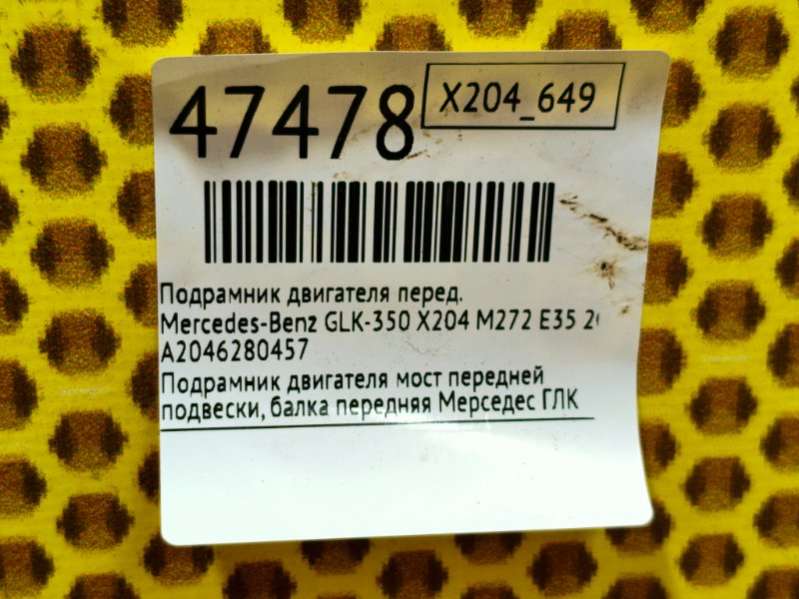 47478
X204_649
Подрамник двигателя перед.
Mercedes-Benz GLK-350 X204 M272 E35
A2046280457
Подрамник двигателя мост передней
подвески, балка передняя Мерседес ГЛК